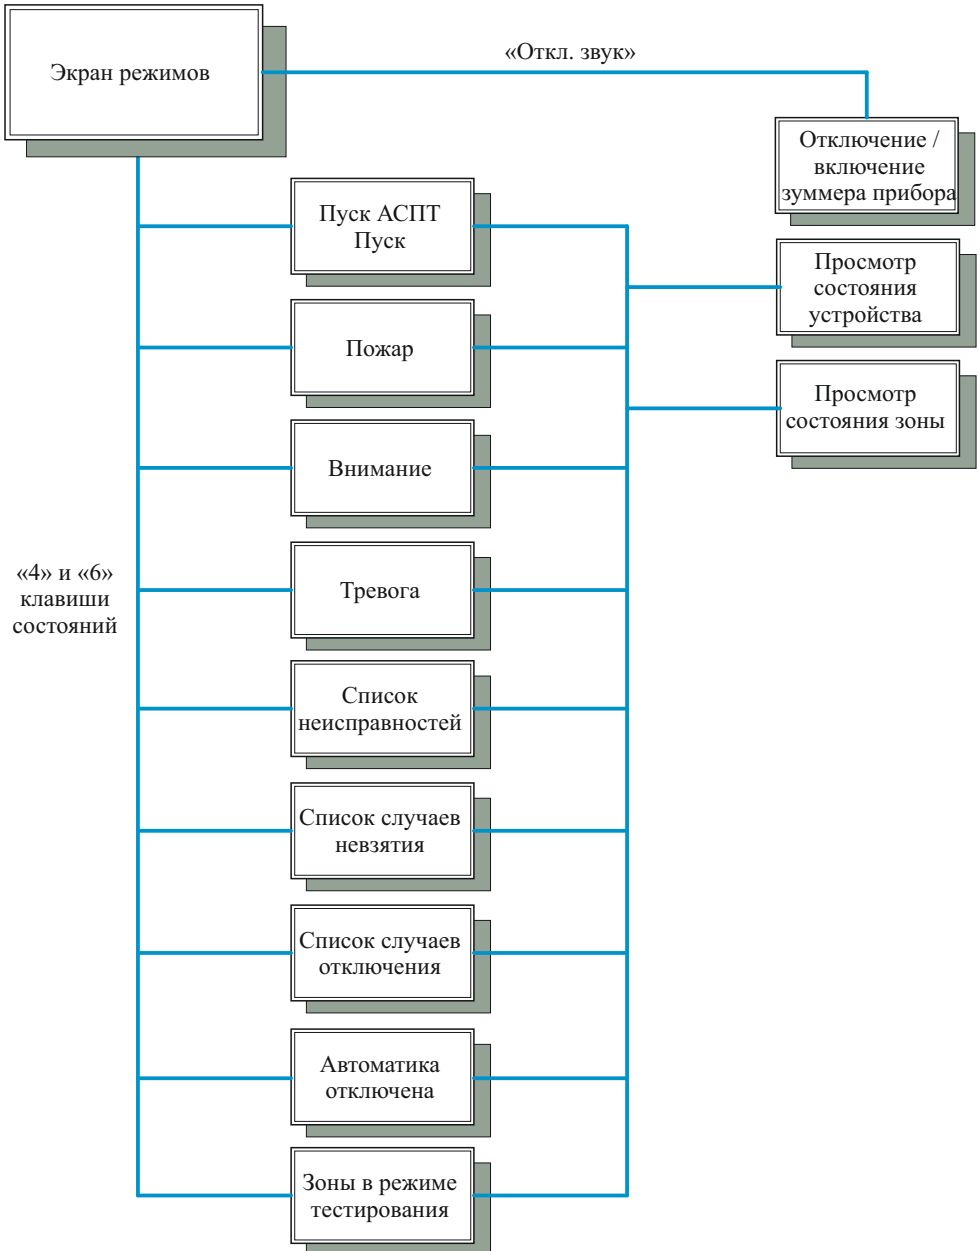 Экран режимов
«Откл. звук»
Отключение /
включение
зуммера прибора
Пуск АСПТ
Пуск
Просмотр
состояния
устройства
Пожар
Просмотр
состояния зоны
Внимание
«4» и «6»
клавиши
состояний
Тревога
Список
неисправностей
Список случаев
невзятия
Список случаев
отключения
Автоматика
отключена
Зоны в режиме
тестирования